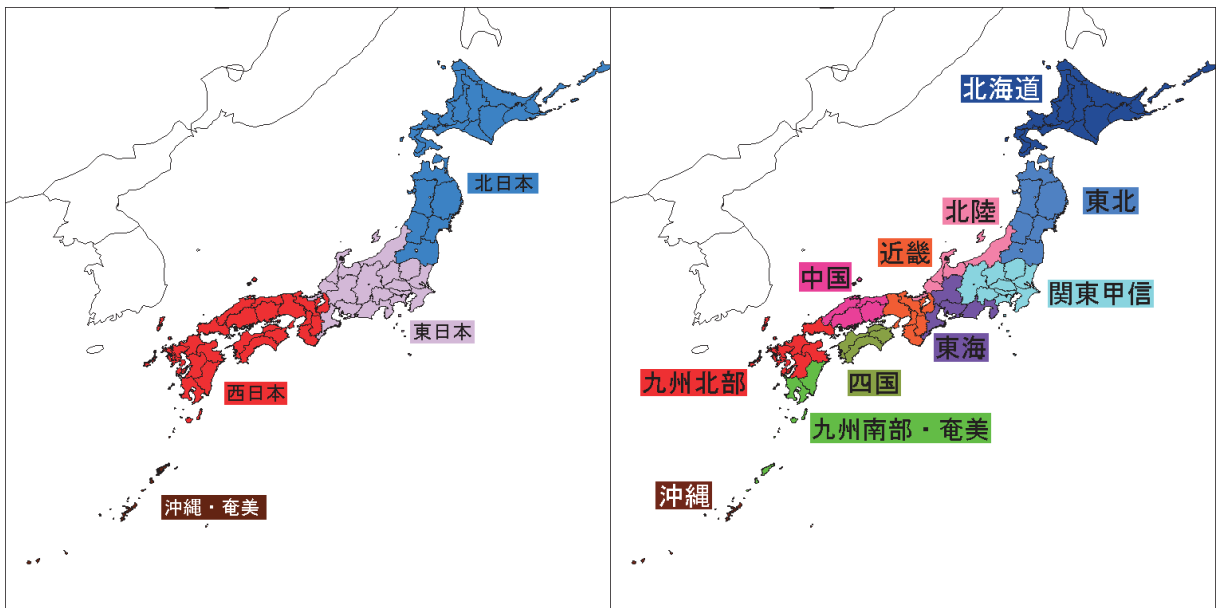 北日本
東日本
西日本
沖縄・奄美
北海道
東北
北陸
近畿
中国
関東甲信
東海
九州北部
四国
九州南部・奄美
沖縄